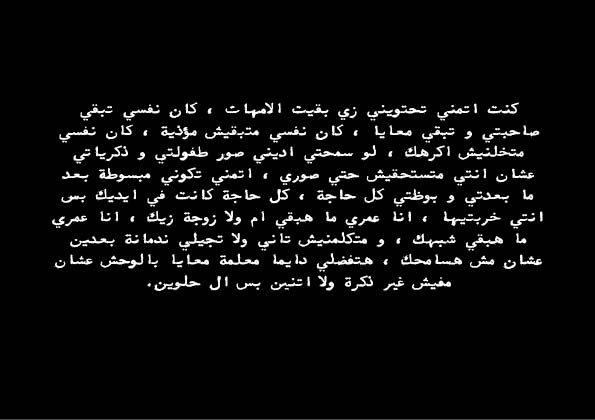 كنت اتمني تحتويني زي بقيت الامهات ، كان نفسي تبقي
صاحبتي و تبقي معايا ، كان نفسي متبقيش مؤذية ، كان نفسي
متخلنيش اكرهك ، لو سمحتي اديني صور طفولتي و ذكرياتي
عشان انتي متستحقيش حتي صوري ، اتمني تكوني مبسوطة بعد
ما بعدتي و بوظتي كل حاجة ، كل حاجة كانت في ايديك بس
انتي خربتيها ، انا عمري ما هبقي ام ولا زوجة زيك ، انا عمري
ما هبقي شبهك ، و متكلمنيش تاني ولا تجيلي ندمانة بعدين
عشان مش هسامحك ، هتفضلي دايما معلمة معايا بالوحش عشان
مفيش غير ذكرة ولا اتنين بس ال حلوين.